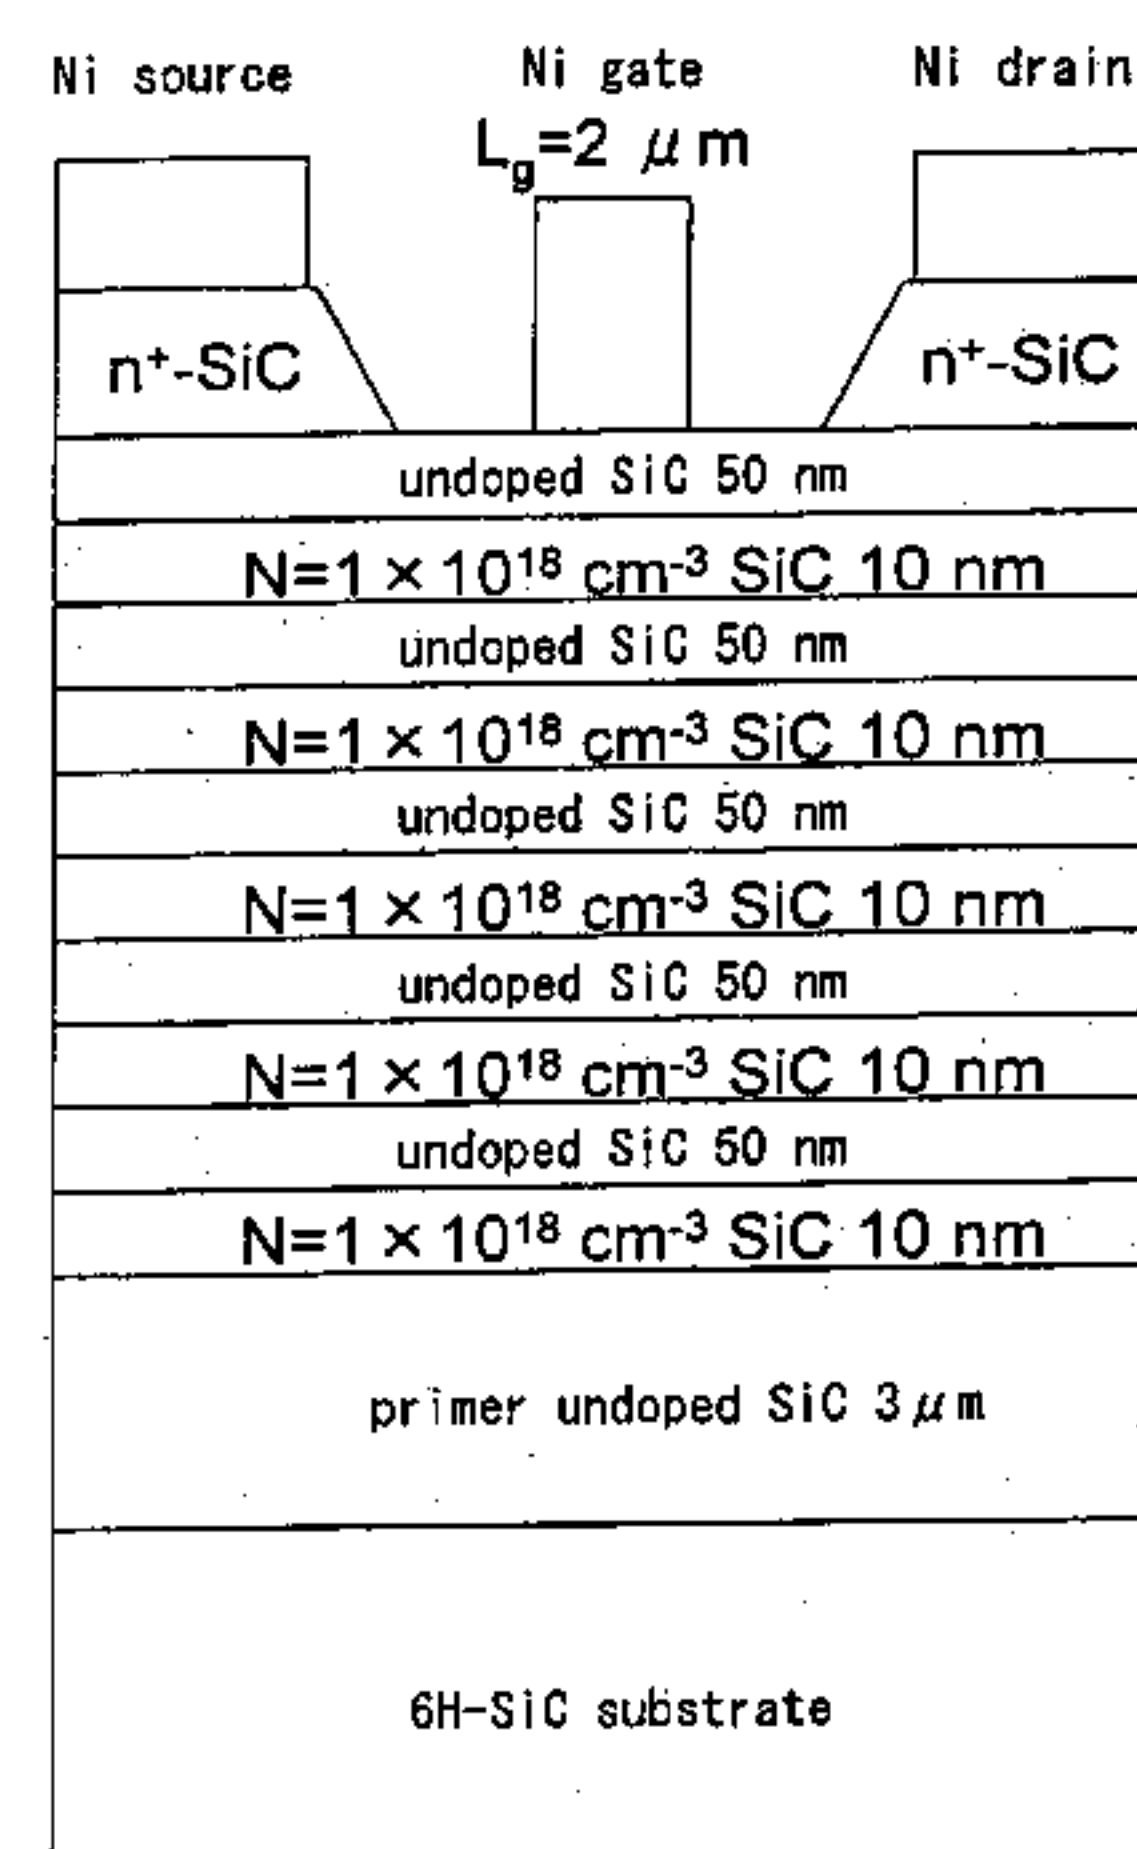 Ni source Ni gate Ni drain
Lg=2 μm
n⁺-SiC n⁺-SiC
undoped SiC 50 nm
N=1×10¹⁸ cm⁻³ SiC 10 nm
undoped SiC 50 nm
N=1×10¹⁸ cm⁻³ SiC 10 nm
undoped SiC 50 nm
N=1×10¹⁸ cm⁻³ SiC 10 nm
undoped SiC 50 nm
N=1×10¹⁸ cm⁻³ SiC 10 nm
undoped SiC 50 nm
N=1×10¹⁸ cm⁻³ SiC 10 nm
primer undoped SiC 3μm
6H-SiC substrate